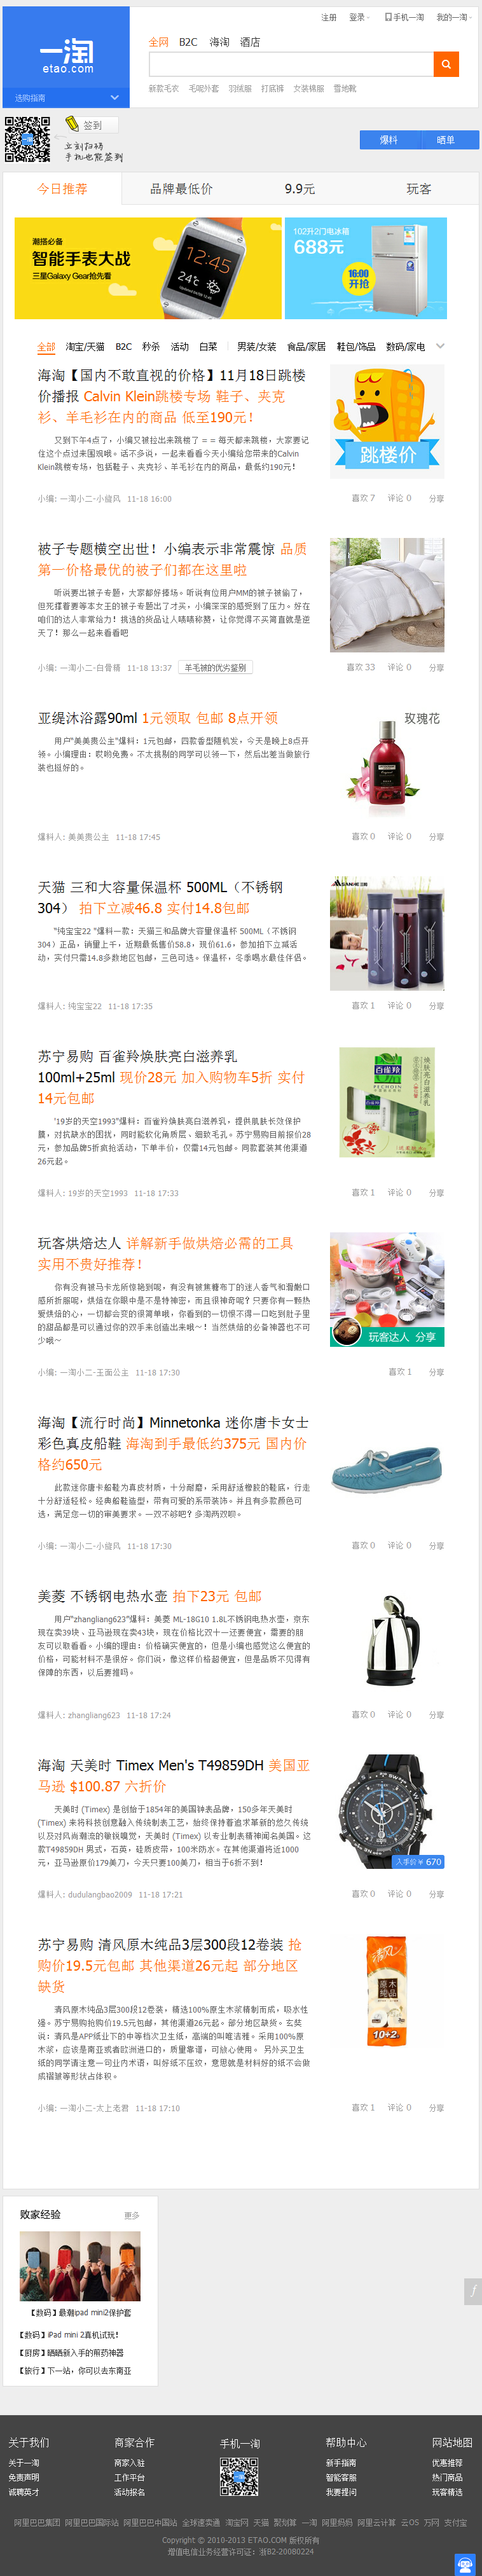 注册 登录 手机一淘 我的一淘
一淘
etao.com
选购指南
全网 B2C 海淘 酒店
新款毛衣 毛呢外套 羽绒服 打底裤 女装棉服 雪地靴
签到
立刻扫描
手机也能签到
爆料 晒单
今日推荐 品牌最低价 9.9元 玩客
潮搭必备
智能手表大战
三星Galaxy Gear抢先看
12:45
24℃
102升2门电冰箱
688元
16:00
开抢
全部 淘宝/天猫 B2C 秒杀 活动 白菜 男装/女装 食品/家居 鞋包/饰品 数码/家电
海淘【国内不敢直视的价格】11月18日跳楼
价播报 Calvin Klein跳楼专场 鞋子、夹克
衫、羊毛衫在内的商品 低至190元！
又到下午4点了，小编又被拉出来跳楼了 = = 每天都来跳楼，大家要记
住这个点过来围观哦。话不多说，一起来看看今天小编给您带来的Calvin
Klein跳楼专场，包括鞋子、夹克衫、羊毛衫在内的商品，最低约190元！
跳楼价
小编：一淘小二-小旋风 11-18 16:00
喜欢 7 评论 0 分享
被子专题横空出世！小编表示非常震惊 品质
第一价格最优的被子们都在这里啦
听说要出被子专题，大家都好捧场。听说有位用户MM的被子被偷了，
但死撑着要等本女王的被子专题出了才买，小编深深的感受到了压力。好在
咱们的达人非常给力！挑选的货品让人啧啧称赞，让你觉得不买简直就是逆
天了！那么一起来看看吧
小编：一淘小二-白骨精 11-18 13:37 羊毛被的优劣鉴别
喜欢 33 评论 0 分享
亚缇沐浴露90ml 1元领取 包邮 8点开领
用户"美美贵公主"爆料：1元包邮，四款香型随机发，今天是晚上8点开
领。小编理由：哎哟免费。不太挑剔的同学可以领一下，然后出差当做旅行
装也挺好的。
玫瑰花
爆料人：美美贵公主 11-18 17:45
喜欢 0 评论 0 分享
天猫 三和大容量保温杯 500ML（不锈钢
304） 拍下立减46.8 实付14.8包邮
"纯宝宝22 "爆料一款：天猫三和品牌大容量保温杯 500ML（不锈钢
304）正品，销量上千，近期最低售价58.8，现价61.6，参加拍下立减活
动，实付只需14.8多数地区包邮，三色可选。保温杯，冬季喝水最佳伴侣。
爆料人：纯宝宝22 11-18 17:35
喜欢 1 评论 0 分享
苏宁易购 百雀羚焕肤亮白滋养乳
100ml+25ml 现价28元 加入购物车5折 实付
14元包邮
"19岁的天空1993"爆料：百雀羚焕肤亮白滋养乳，提供肌肤长效保护
膜，对抗缺水的困扰，同时能软化角质层、细致毛孔。苏宁易购目前报价28
元，参加品牌5折疯抢活动，下单半价，仅需14元包邮。同款套装其他渠道
26元起。
百雀羚
焕肤亮白滋养乳
爆料人：19岁的天空1993 11-18 17:33
喜欢 1 评论 0 分享
玩客烘焙达人 详解新手做烘焙必需的工具
实用不贵好推荐！
你有没有被马卡龙所惊艳到呢，有没有被焦糖布丁的迷人香气和滑嫩口
感所折服呢，烘焙在你眼中是不是特神密，而且很神奇呢？只要你有一颗热
爱烘焙的心，一切都会变的很简单哦，你看到的一切恨不得一口吃到肚子里
的甜品都是可以通过你的双手来创造出来哦~！当然烘焙的必备神器也不可
少哦~
玩客达人 分享
小编：一淘小二-玉面公主 11-18 17:30
喜欢 1 分享
海淘【流行时尚】Minnetonka 迷你唐卡女士
彩色真皮船鞋 海淘到手最低约375元 国内价
格约650元
此款迷你唐卡船鞋为真皮材质，十分耐磨，采用舒适橡胶的鞋底，行走
十分舒适轻松。经典船鞋造型，带有可爱的系带装饰。并且有多款颜色可
选，满足您一切的审美要求。一双不够吧？多淘两双呗。
小编：一淘小二-小旋风 11-18 17:30
喜欢 0 评论 0 分享
美菱 不锈钢电热水壶 拍下23元 包邮
用户"zhangliang623"爆料：美菱 ML-18G10 1.8L不锈钢电热水壶，京东
现在卖39块、亚马逊现在卖43块，现在价格比双十一还要便宜，需要的朋
友可以取看看。小编的理由：价格确实便宜的，但是小编也感觉这么便宜的
价格，可能材料不是很好。你们说，像这样价格超便宜，但是品质不见得有
保障的东西，以后要推吗。
爆料人：zhangliang623 11-18 17:24
喜欢 0 评论 0 分享
海淘 天美时 Timex Men's T49859DH 美国亚
马逊 $100.87 六折价
天美时 (Timex) 是创始于1854年的美国钟表品牌，150多年天美时
(Timex) 来将科技创意融入传统制表工艺，始终保持着追求革新的悠久传统
以及对风尚潮流的敏锐嗅觉，天美时 (Timex) 以专业制表精神闻名美国。这
款T49859DH 男式，石英，硅质皮带，100米防水。在其他渠道将近1000
元，亚马逊原价179美刀，今天只要100美刀，相当于6折不到！
入手价￥670
爆料人：dudulangbao2009 11-18 17:21
喜欢 0 评论 0 分享
苏宁易购 清风原木纯品3层300段12卷装 抢
购价19.5元包邮 其他渠道26元起 部分地区
缺货
清风原木纯品3层300段12卷装，精选100%原生木浆精制而成，吸水性
强。苏宁易购抢购价19.5元包邮，其他渠道26元起。部分地区缺货。玄奘
说：清风是APP纸业下的中等档次卫生纸，高端的叫唯洁雅。采用100%原
木浆，应该是南亚或者欧洲进口的，质量靠谱，可放心使用。 另外买卫生
纸的同学请注意一司业内术语，叫好纸不压纹，意思就是材料好的纸不会做
成褶皱等形状占体积。
清风
原木
纯品
10+2
小编：一淘小二-太上老君 11-18 17:10
喜欢 1 评论 0 分享
败家经验 更多
【数码】最潮ipad mini2保护套
【数码】iPad mini 2真机试玩！
【厨房】晒晒新入手的煎药神器
【旅行】下一站，你可以去东南亚
关于我们 商家合作 手机一淘 帮助中心 网站地图
关于一淘 商家入驻 新手指南 优惠推荐
免责声明 工作平台 智能客服 热门商品
诚聘英才 活动报名 我要提问 玩客精选
阿里巴巴集团 阿里巴巴国际站 阿里巴巴中国站 全球速卖通 淘宝网 天猫 聚划算 一淘 阿里妈妈 阿里云计算 云OS 万网 支付宝
Copyright © 2010-2013 ETAO.COM 版权所有
增值电信业务经营许可证：浙B2-20080224